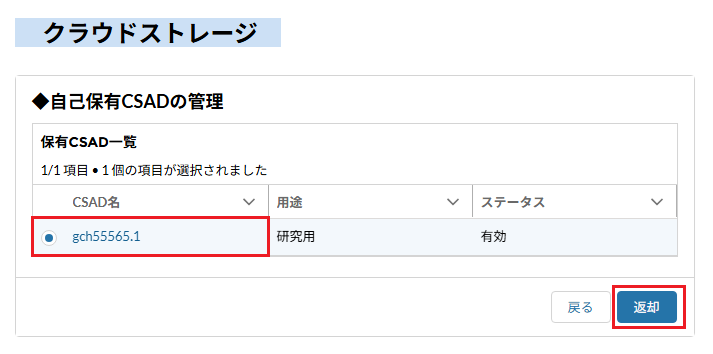 クラウドストレージ
◆自己保有CSADの管理
保有CSAD一覧
1/1 項目 • 1 個の項目が選択されました
CSAD名 用途 ステータス
gch55565.1 研究用 有効
戻る 返却